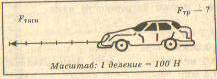 Fтяги
Fтр — ?
Масштаб: 1 деление = 100 Н